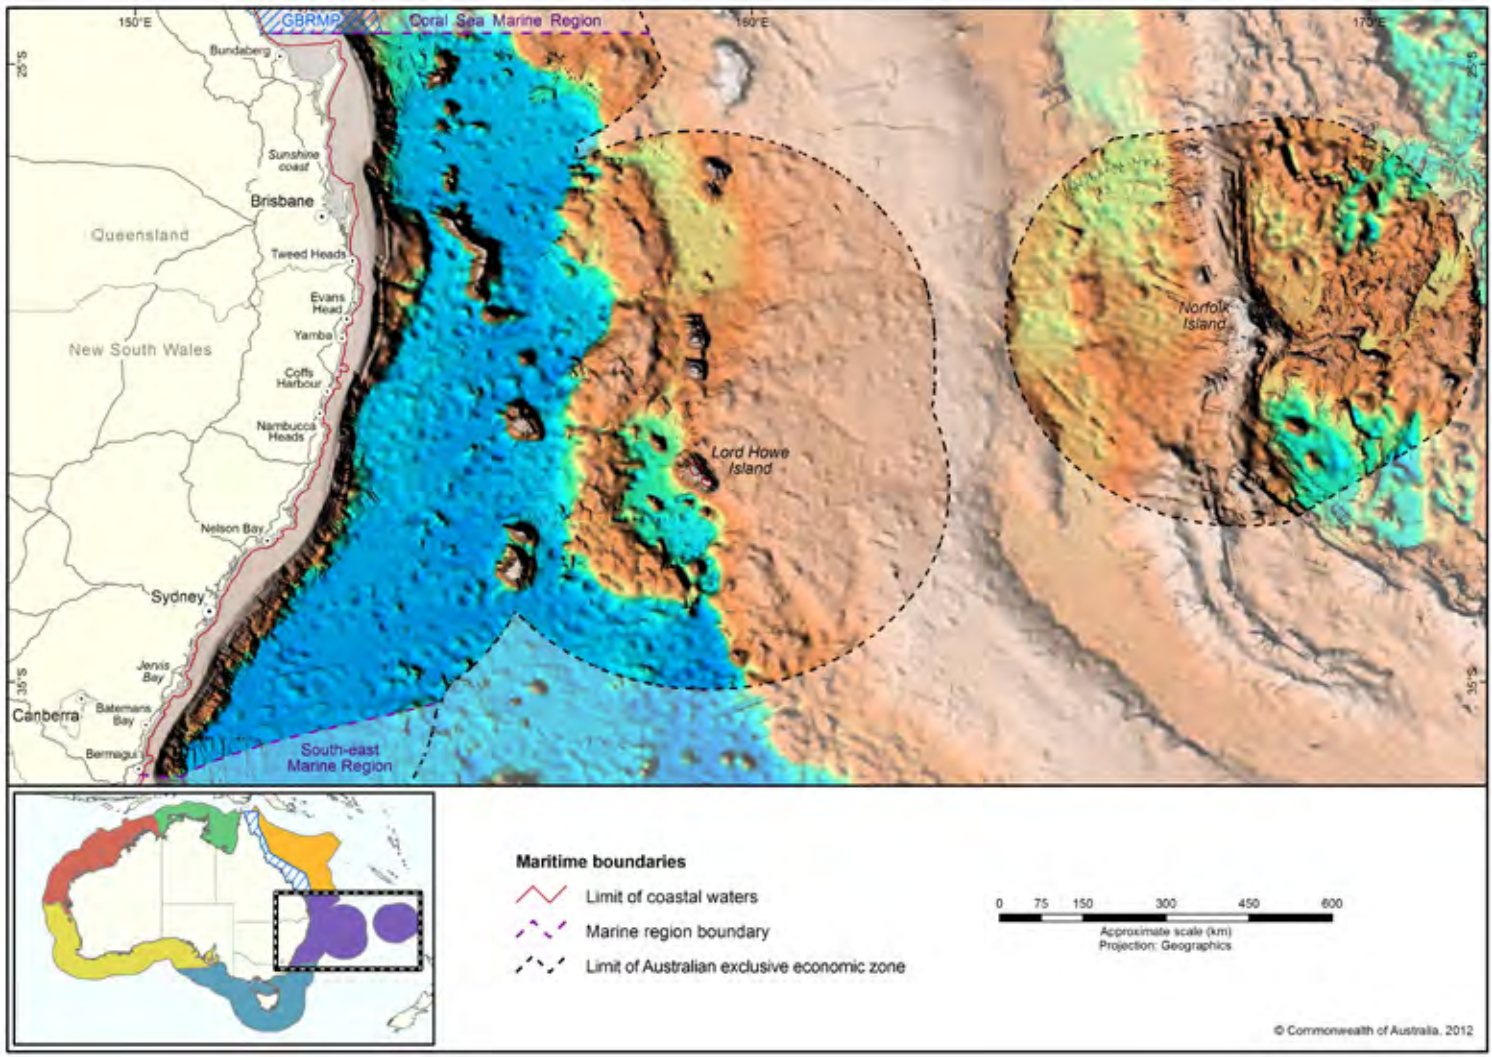 150°E
GBRMP
Coral Sea Marine Region
160°E
170°E
25°S
25°S
Bundaberg
Sunshine
coast
Brisbane
Queensland
Tweed Heads
Evans
Head
Yamba
New South Wales
Coffs
Harbour
Nambucca
Heads
Norfolk
Island
Lord Howe
Island
Nelson Bay
Sydney
Jervis
Bay
35°S
35°S
Canberra
Batemans
Bay
Bermagui
South-east
Marine Region
Maritime boundaries
Limit of coastal waters
Marine region boundary
Limit of Australian exclusive economic zone
0 75 150 300 450 600
Approximate scale (km)
Projection: Geographics
© Commonwealth of Australia, 2012